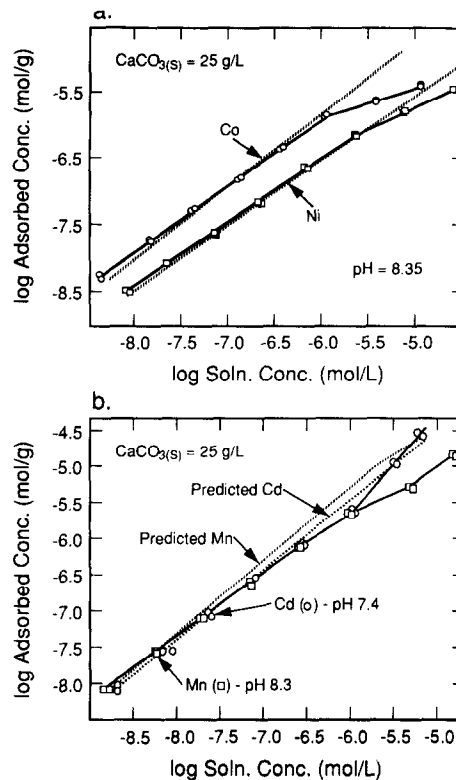 a.
CaCO3(S) = 25 g/L
Co
Ni
pH = 8.35
log Adsorbed Conc. (mol/g)
-5.5
-6.5
-7.5
-8.5
-8.0 -7.5 -7.0 -6.5 -6.0 -5.5 -5.0
log Soln. Conc. (mol/L)
b.
CaCO3(S) = 25 g/L
Predicted Cd
Predicted Mn
Cd (o) - pH 7.4
Mn (□) - pH 8.3
log Adsorbed Conc. (mol/g)
-4.5
-5.0
-5.5
-6.0
-6.5
-7.0
-7.5
-8.0
-8.5 -8.0 -7.5 -7.0 -6.5 -6.0 -5.5 -5.0
log Soln. Conc. (mol/L)